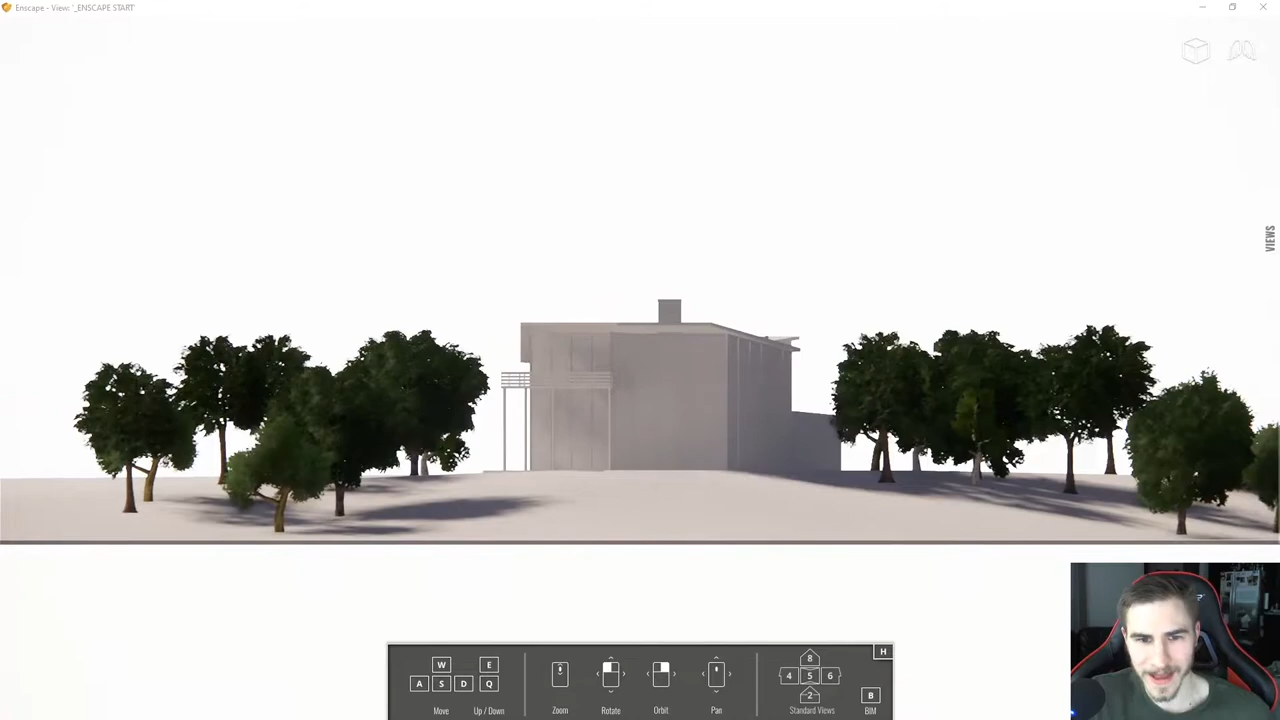 Enscape - View: '_ENSCAPE START'
VIEWS
H
W E
8
A S D Q
4 5 6
2
B
Move Up / Down Zoom Rotate Orbit Pan Standard Views BIM